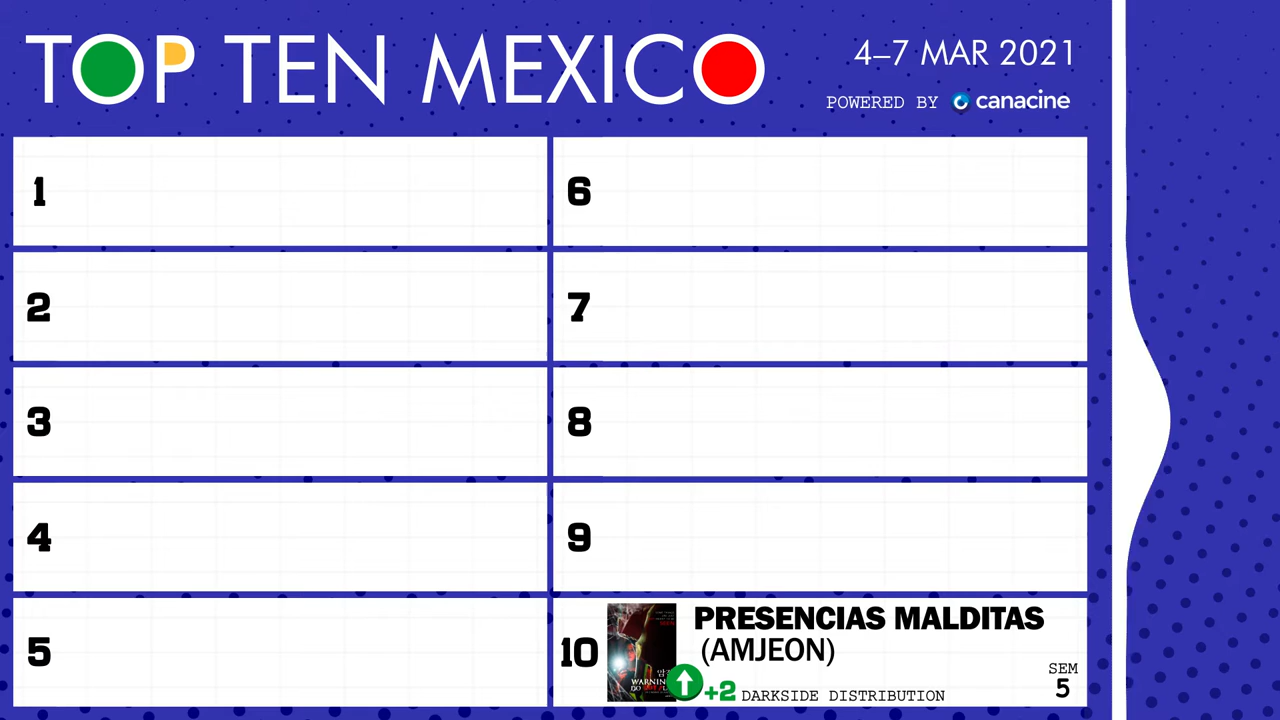 TOP TEN MEXICO
4–7 MAR 2021
POWERED BY canacine
1
2
3
4
5
6
7
8
9
10
PRESENCIAS MALDITAS
(AMJEON)
+2 DARKSIDE DISTRIBUTION
SEM
5